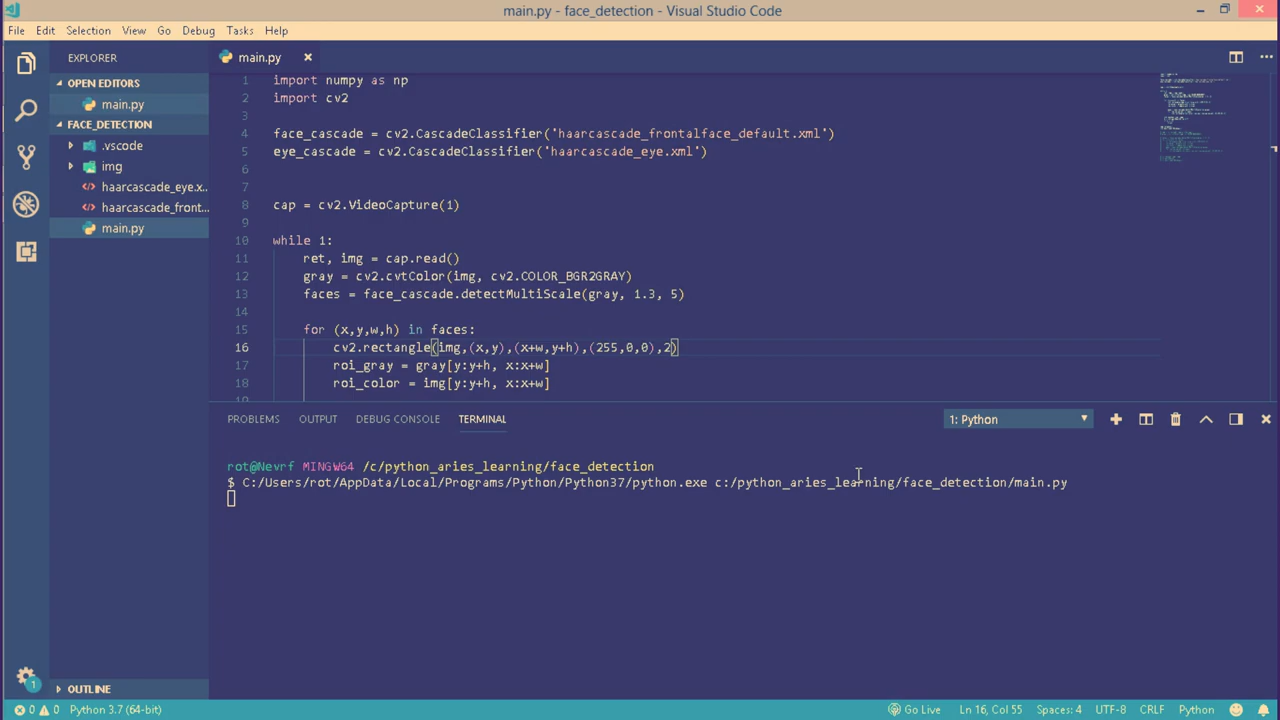 main.py - face_detection - Visual Studio Code
File Edit Selection View Go Debug Tasks Help
EXPLORER
OPEN EDITORS
main.py
FACE_DETECTION
.vscode
img
haarcascade_eye.x...
haarcascade_front...
main.py
OUTLINE
main.py
1 import numpy as np
2 import cv2
3
4 face_cascade = cv2.CascadeClassifier('haarcascade_frontalface_default.xml')
5 eye_cascade = cv2.CascadeClassifier('haarcascade_eye.xml')
6
7
8 cap = cv2.VideoCapture(1)
9
10 while 1:
11 ret, img = cap.read()
12 gray = cv2.cvtColor(img, cv2.COLOR_BGR2GRAY)
13 faces = face_cascade.detectMultiScale(gray, 1.3, 5)
14
15 for (x,y,w,h) in faces:
16 cv2.rectangle(img,(x,y),(x+w,y+h),(255,0,0),2)
17 roi_gray = gray[y:y+h, x:x+w]
18 roi_color = img[y:y+h, x:x+w]
PROBLEMS OUTPUT DEBUG CONSOLE TERMINAL 1: Python
rot@Nevrf MINGW64 /c/python_aries_learning/face_detection
$ C:/Users/rot/AppData/Local/Programs/Python/Python37/python.exe c:/python_aries_learning/face_detection/main.py
1
0 0 Python 3.7 (64-bit) Go Live Ln 16, Col 55 Spaces: 4 UTF-8 CRLF Python